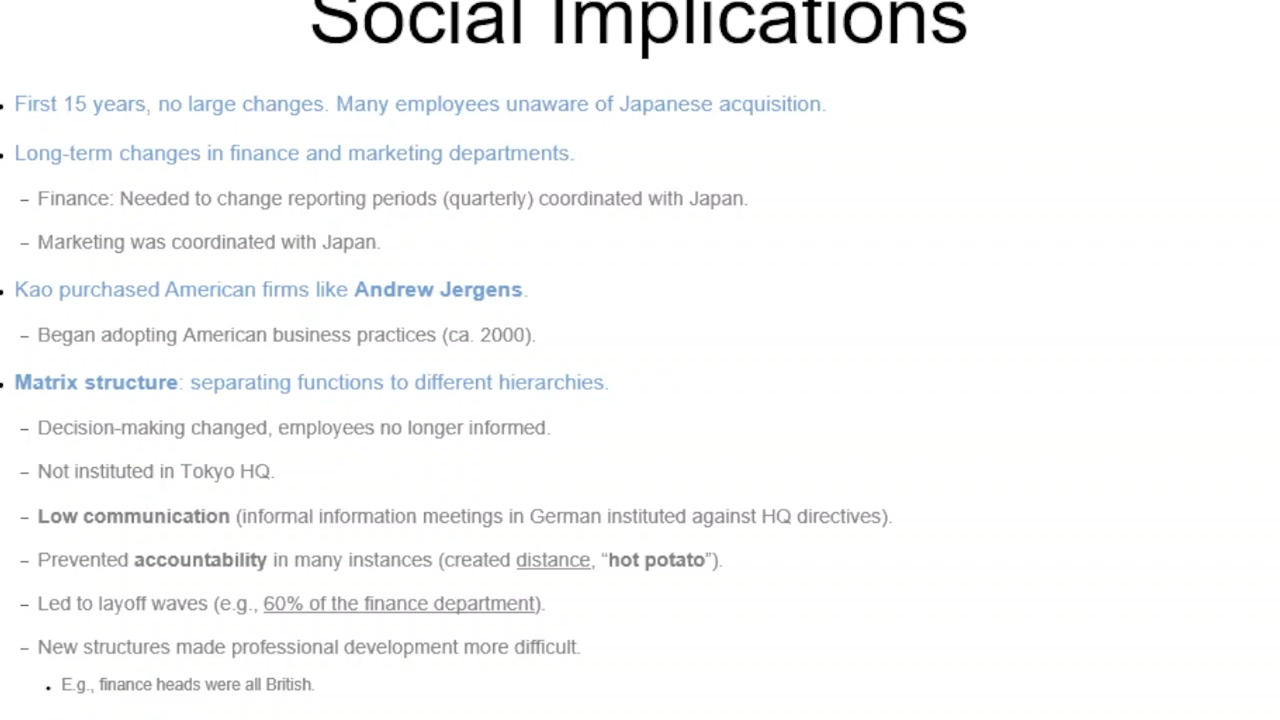 Social Implications
• First 15 years, no large changes. Many employees unaware of Japanese acquisition.
• Long-term changes in finance and marketing departments.
– Finance: Needed to change reporting periods (quarterly) coordinated with Japan.
– Marketing was coordinated with Japan.
• Kao purchased American firms like Andrew Jergens.
– Began adopting American business practices (ca. 2000).
• Matrix structure: separating functions to different hierarchies.
– Decision-making changed, employees no longer informed.
– Not instituted in Tokyo HQ.
– Low communication (informal information meetings in German instituted against HQ directives).
– Prevented accountability in many instances (created distance, “hot potato”).
– Led to layoff waves (e.g., 60% of the finance department).
– New structures made professional development more difficult.
• E.g., finance heads were all British.